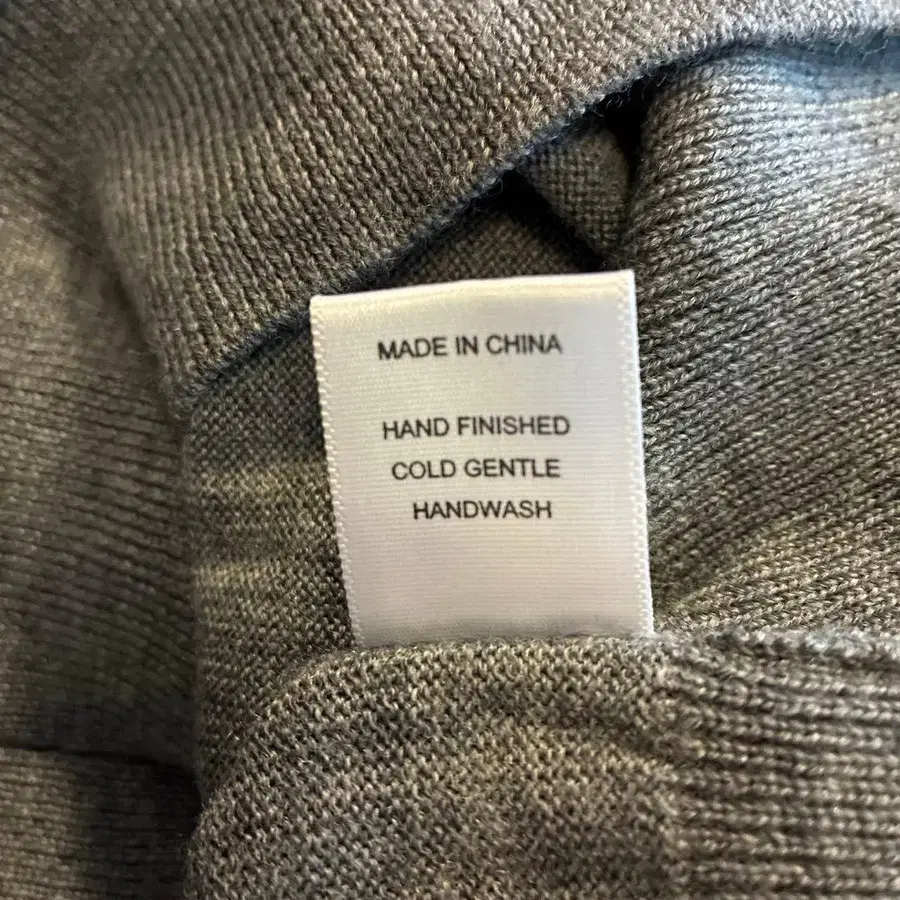 MADE IN CHINA
HAND FINISHED
COLD GENTLE
HANDWASH